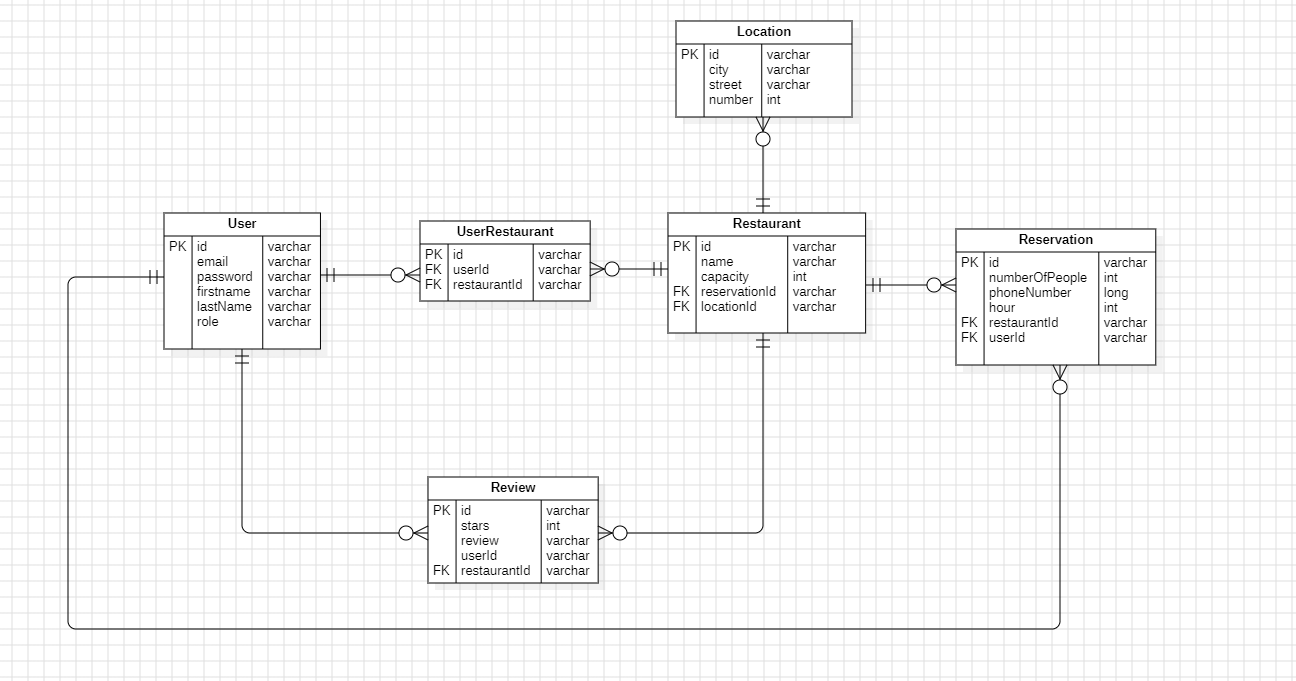 Location
PK id varchar
city varchar
street varchar
number int
User
PK id varchar
email varchar
password varchar
firstname varchar
lastName varchar
role varchar
UserRestaurant
PK id varchar
FK userId varchar
FK restaurantId varchar
Restaurant
PK id varchar
name varchar
capacity int
FK reservationId varchar
FK locationId varchar
Reservation
PK id varchar
numberOfPeople int
phoneNumber long
hour int
FK restaurantId varchar
FK userId varchar
Review
PK id varchar
stars int
review varchar
userId varchar
FK restaurantId varchar